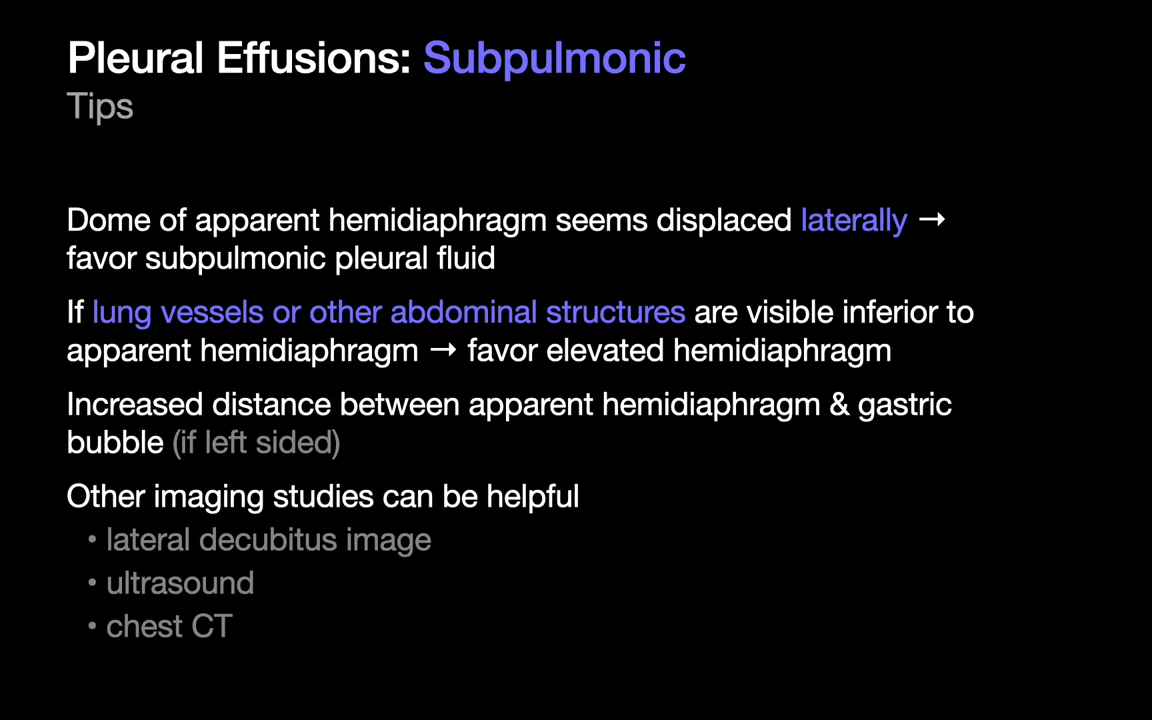 Pleural Effusions: Subpulmonic
Tips
Dome of apparent hemidiaphragm seems displaced laterally →
favor subpulmonic pleural fluid
If lung vessels or other abdominal structures are visible inferior to
apparent hemidiaphragm → favor elevated hemidiaphragm
Increased distance between apparent hemidiaphragm & gastric
bubble (if left sided)
Other imaging studies can be helpful
• lateral decubitus image
• ultrasound
• chest CT